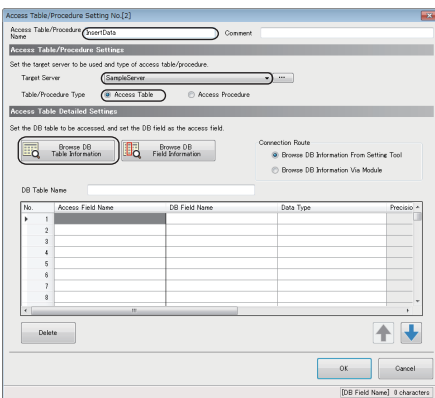 Access Table/Procedure Setting No.[2]
Access Table/Procedure Name InsertData Comment
Access Table/Procedure Settings
Set the target server to be used and type of access table/procedure.
Target Server SampleServer ...
Table/Procedure Type Access Table Access Procedure
Access Table Detailed Settings
Set the DB table to be accessed, and set the DB field as the access field.
Browse DB Table Information Browse DB Field Information
Connection Route
Browse DB Information From Setting Tool
Browse DB Information Via Module
DB Table Name
No. Access Field Name DB Field Name Data Type Precisio
1
2
3
4
5
6
7
8
Delete
OK Cancel
[DB Field Name] 0 characters